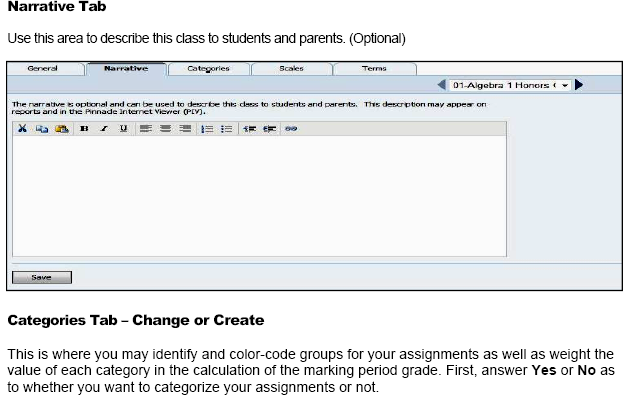 Narrative Tab
Use this area to describe this class to students and parents. (Optional)
General Narrative Categories Scales Terms
01-Algebra 1 Honors (
The narrative is optional and can be used to describe this class to students and parents. This description may appear on
reports and in the Pinnacle Internet Viewer (PIV).
B I U
Save
Categories Tab – Change or Create
This is where you may identify and color-code groups for your assignments as well as weight the
value of each category in the calculation of the marking period grade. First, answer Yes or No as
to whether you want to categorize your assignments or not.